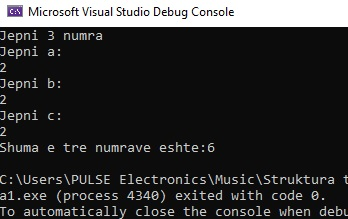 Microsoft Visual Studio Debug Console
Jepni 3 numra
Jepni a:
2
Jepni b:
2
Jepni c:
2
Shuma e tre numrave eshte:6
C:\Users\PULSE Electronics\Music\Struktura
a1.exe (process 4340) exited with code 0.
To automatically close the console when